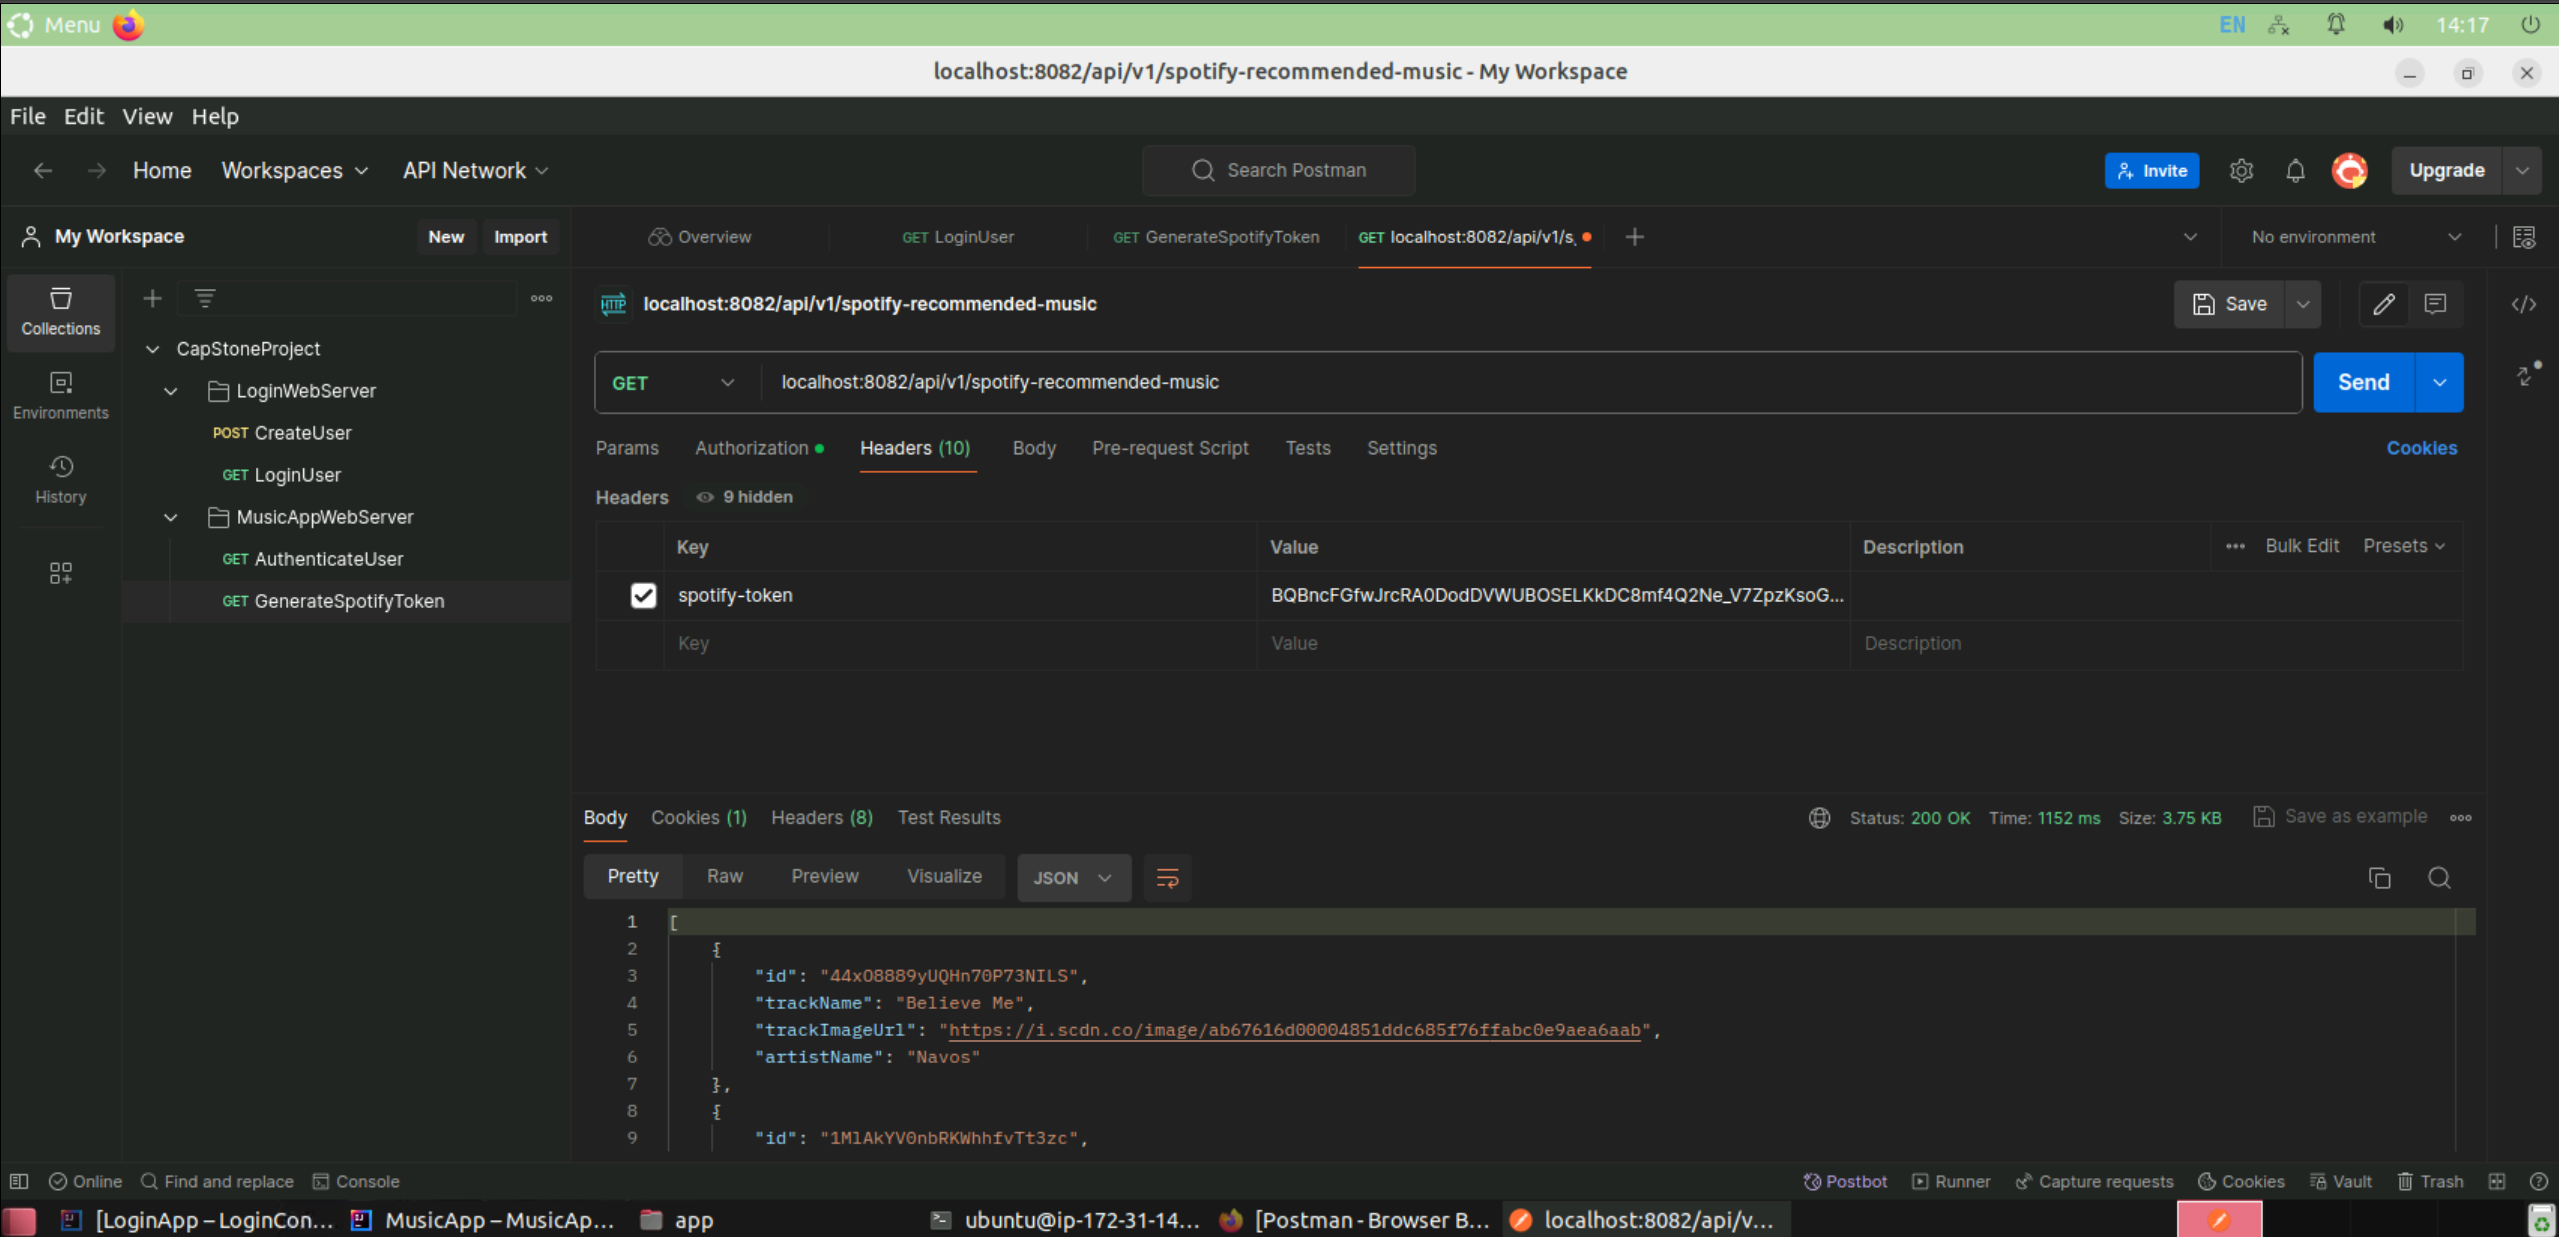 Menu EN 14:17
localhost:8082/api/v1/spotify-recommended-music - My Workspace
File Edit View Help
Home Workspaces API Network Search Postman Invite Upgrade
My Workspace New Import Overview GET LoginUser GET GenerateSpotifyToken GET localhost:8082/api/v1/s No environment
Collections
Environments
History
CapStoneProject
LoginWebServer
POST CreateUser
GET LoginUser
MusicAppWebServer
GET AuthenticateUser
GET GenerateSpotifyToken
HTTP localhost:8082/api/v1/spotify-recommended-music Save
GET localhost:8082/api/v1/spotify-recommended-music Send
Params Authorization Headers (10) Body Pre-request Script Tests Settings Cookies
Headers 9 hidden
Key Value Description Bulk Edit Presets
spotify-token BQBncFGfwJrcRA0DodDVWUBOSELKkDC8mf4Q2Ne_V7ZpzKsoG...
Key Value Description
Body Cookies (1) Headers (8) Test Results Status: 200 OK Time: 1152 ms Size: 3.75 KB Save as example
Pretty Raw Preview Visualize JSON
1 [
2 {
3 "id": "44xO8889yUQHn70P73NILS",
4 "trackName": "Believe Me",
5 "trackImageUrl": "https://i.scdn.co/image/ab67616d00004851ddc685f76ffabc0e9aea6aab",
6 "artistName": "Navos"
7 },
8 {
9 "id": "1MlAkYV0nbRKWhhfvTt3zc",
Online Find and replace Console Postbot Runner Capture requests Cookies Vault Trash
[LoginApp – LoginCon... MusicApp – MusicAp... app ubuntu@ip-172-31-14... [Postman - Browser B... localhost:8082/api/v...